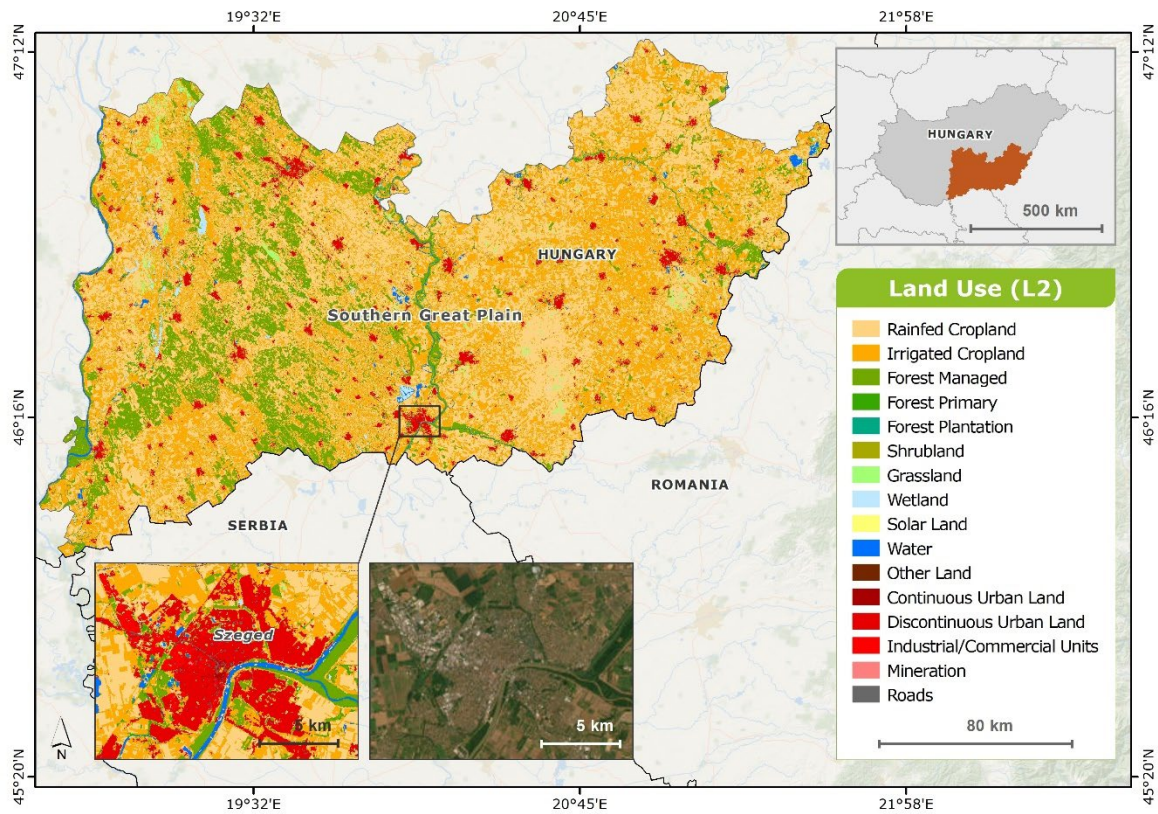 19°32'E
20°45'E
21°58'E
47°12'N
47°12'N
HUNGARY
500 km
HUNGARY
Southern Great Plain
46°16'N
46°16'N
ROMANIA
SERBIA
Land Use (L2)
Rainfed Cropland
Irrigated Cropland
Forest Managed
Forest Primary
Forest Plantation
Shrubland
Grassland
Wetland
Solar Land
Water
Other Land
Continuous Urban Land
Discontinuous Urban Land
Industrial/Commercial Units
Mineration
Roads
80 km
Szeged
5 km
5 km
N
45°20'N
45°20'N
19°32'E
20°45'E
21°58'E